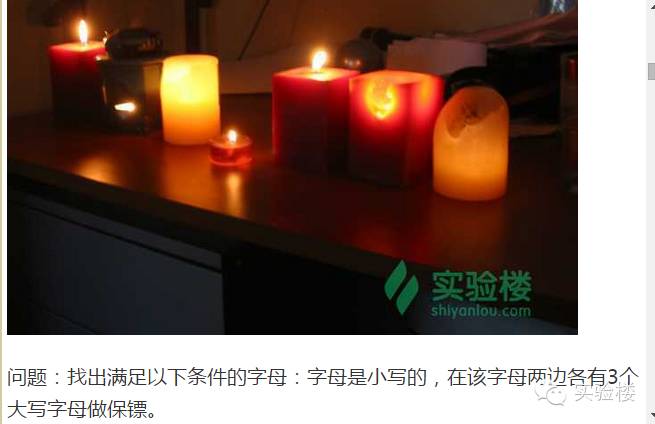 实验楼
shiyanlou.com
问题：找出满足以下条件的字母：字母是小写的，在该字母两边各有3个
大写字母做保镖。
实验楼